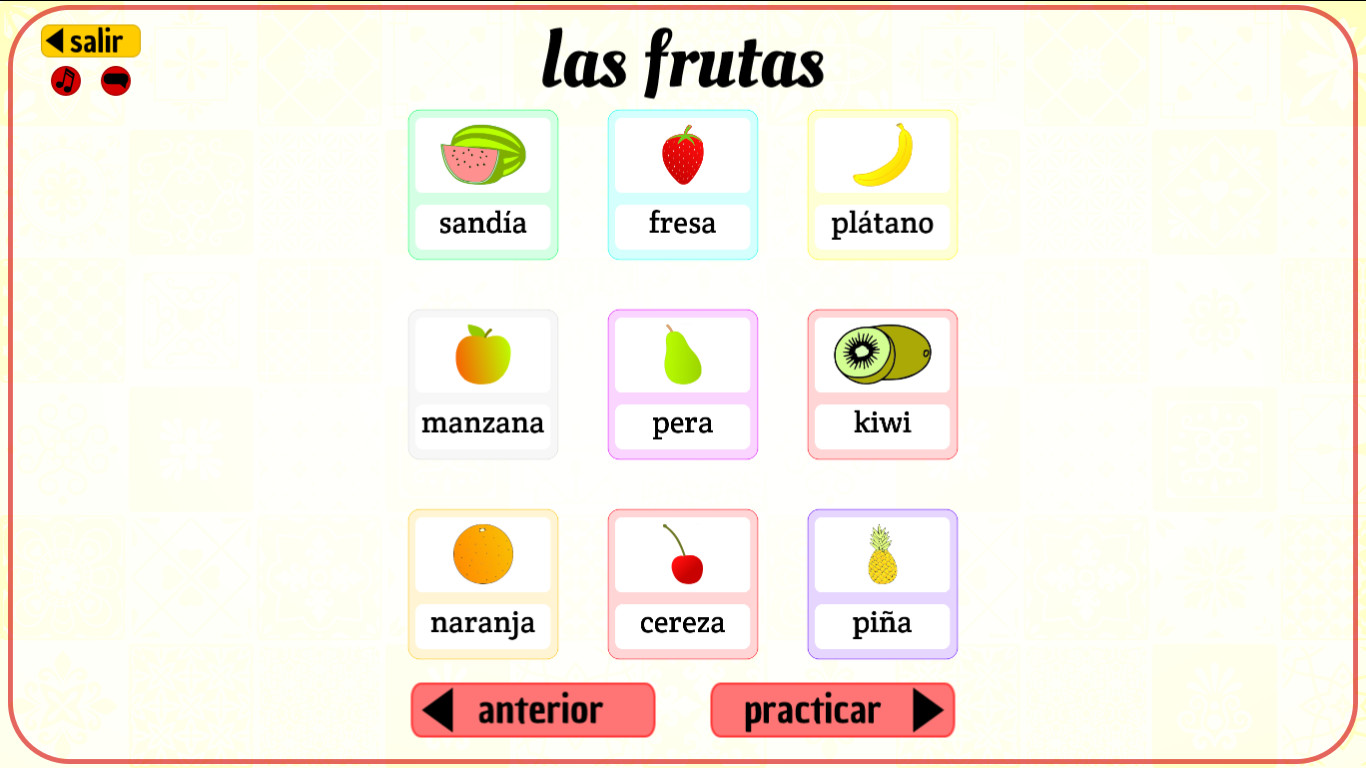 salir
las frutas
sandía
fresa
plátano
manzana
pera
kiwi
naranja
cereza
piña
anterior
practicar